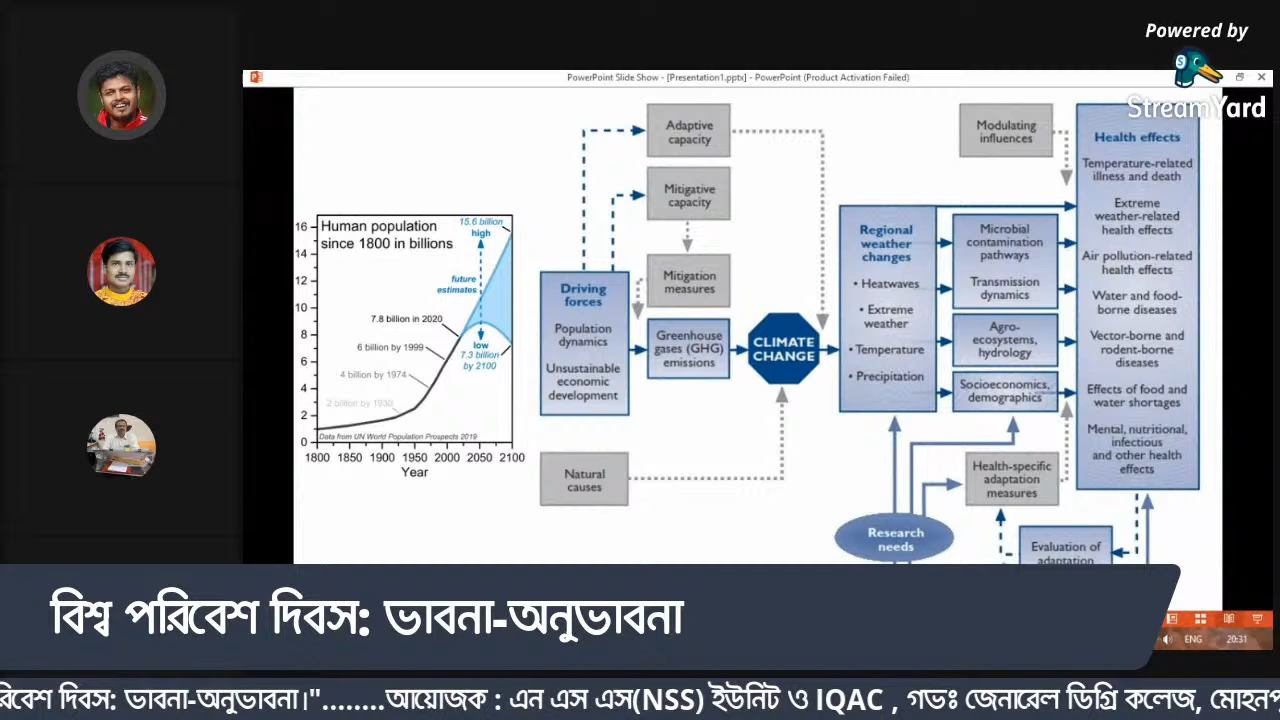 Powered by
StreamYard
PowerPoint Slide Show - [Presentation1.pptx] - PowerPoint (Product Activation Failed)
Human population
since 1800 in billions
15.6 billion
high
future
estimates
7.8 billion in 2020
6 billion by 1999
4 billion by 1974
2 billion by 1930
low
7.3 billion
by 2100
Data from UN World Population Prospects 2019
16
14
12
10
8
6
4
2
0
1800 1850 1900 1950 2000 2050 2100
Year
Adaptive
capacity
Mitigative
capacity
Mitigation
measures
Driving
forces
Population
dynamics
Unsustainable
economic
development
Greenhouse
gases (GHG)
emissions
Natural
causes
CLIMATE
CHANGE
Regional
weather
changes
• Heatwaves
• Extreme
weather
• Temperature
• Precipitation
Modulating
influences
Microbial
contamination
pathways
Transmission
dynamics
Agro-
ecosystems,
hydrology
Socioeconomics,
demographics
Health-specific
adaptation
measures
Research
needs
Evaluation of
adaptation
Health effects
Temperature-related
illness and death
Extreme
weather-related
health effects
Air pollution-related
health effects
Water and food-
borne diseases
Vector-borne and
rodent-borne
diseases
Effects of food and
water shortages
Mental, nutritional,
infectious
and other health
effects
ENG 20:31
বিশ্ব পরিবেশ দিবস: ভাবনা-অনুভাবনা
রিবেশ দিবস: ভাবনা-অনুভাবনা।"........আয়োজক : এন এস এস(NSS) ইউনিট ও IQAC , গভঃ জেনারেল ডিগ্রি কলেজ, মোহনপু